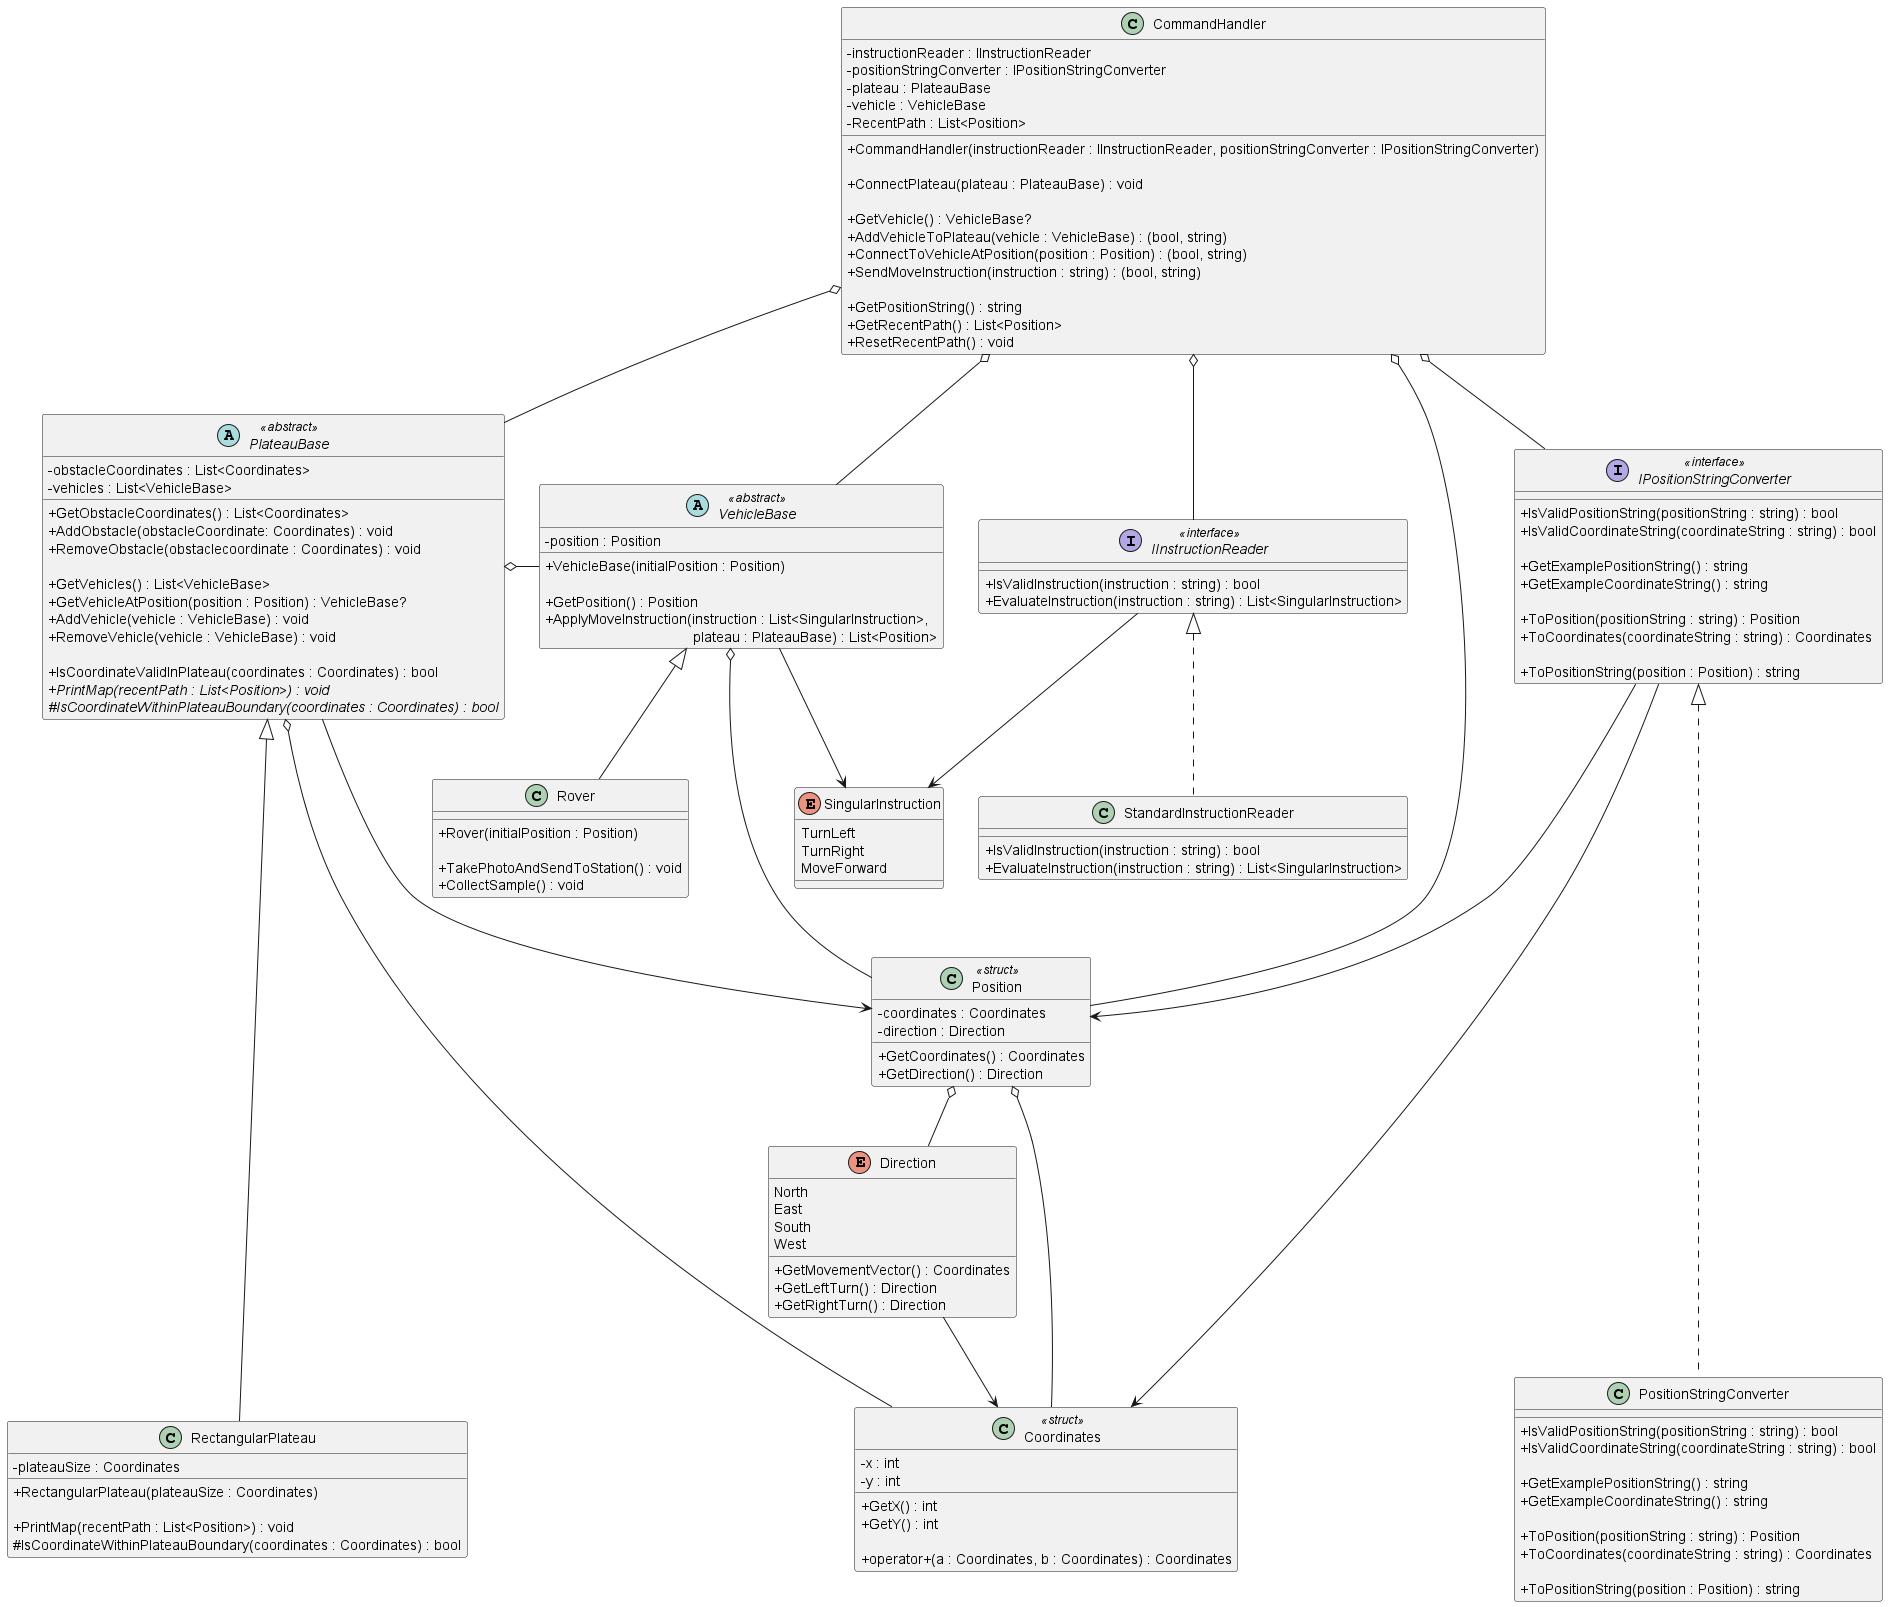 C CommandHandler
-instructionReader : IInstructionReader
-positionStringConverter : IPositionStringConverter
-plateau : PlateauBase
-vehicle : VehicleBase
-RecentPath : List<Position>
+CommandHandler(instructionReader : IInstructionReader, positionStringConverter : IPositionStringConverter)
+ConnectPlateau(plateau : PlateauBase) : void
+GetVehicle() : VehicleBase?
+AddVehicleToPlateau(vehicle : VehicleBase) : (bool, string)
+ConnectToVehicleAtPosition(position : Position) : (bool, string)
+SendMoveInstruction(instruction : string) : (bool, string)
+GetPositionString() : string
+GetRecentPath() : List<Position>
+ResetRecentPath() : void
«abstract»
A PlateauBase
-obstacleCoordinates : List<Coordinates>
-vehicles : List<VehicleBase>
+GetObstacleCoordinates() : List<Coordinates>
+AddObstacle(obstacleCoordinate: Coordinates) : void
+RemoveObstacle(obstaclecoordinate : Coordinates) : void
+GetVehicles() : List<VehicleBase>
+GetVehicleAtPosition(position : Position) : VehicleBase?
+AddVehicle(vehicle : VehicleBase) : void
+RemoveVehicle(vehicle : VehicleBase) : void
+IsCoordinateValidInPlateau(coordinates : Coordinates) : bool
+PrintMap(recentPath : List<Position>) : void
#IsCoordinateWithinPlateauBoundary(coordinates : Coordinates) : bool
«abstract»
A VehicleBase
-position : Position
+VehicleBase(initialPosition : Position)
+GetPosition() : Position
+ApplyMoveInstruction(instruction : List<SingularInstruction>,
plateau : PlateauBase) : List<Position>
«interface»
I IInstructionReader
+IsValidInstruction(instruction : string) : bool
+EvaluateInstruction(instruction : string) : List<SingularInstruction>
«interface»
I IPositionStringConverter
+IsValidPositionString(positionString : string) : bool
+IsValidCoordinateString(coordinateString : string) : bool
+GetExamplePositionString() : string
+GetExampleCoordinateString() : string
+ToPosition(positionString : string) : Position
+ToCoordinates(coordinateString : string) : Coordinates
+ToPositionString(position : Position) : string
C Rover
+Rover(initialPosition : Position)
+TakePhotoAndSendToStation() : void
+CollectSample() : void
E SingularInstruction
TurnLeft
TurnRight
MoveForward
C StandardInstructionReader
+IsValidInstruction(instruction : string) : bool
+EvaluateInstruction(instruction : string) : List<SingularInstruction>
«struct»
C Position
-coordinates : Coordinates
-direction : Direction
+GetCoordinates() : Coordinates
+GetDirection() : Direction
E Direction
North
East
South
West
+GetMovementVector() : Coordinates
+GetLeftTurn() : Direction
+GetRightTurn() : Direction
C RectangularPlateau
-plateauSize : Coordinates
+RectangularPlateau(plateauSize : Coordinates)
+PrintMap(recentPath : List<Position>) : void
#IsCoordinateWithinPlateauBoundary(coordinates : Coordinates) : bool
«struct»
C Coordinates
-x : int
-y : int
+GetX() : int
+GetY() : int
+operator+(a : Coordinates, b : Coordinates) : Coordinates
C PositionStringConverter
+IsValidPositionString(positionString : string) : bool
+IsValidCoordinateString(coordinateString : string) : bool
+GetExamplePositionString() : string
+GetExampleCoordinateString() : string
+ToPosition(positionString : string) : Position
+ToCoordinates(coordinateString : string) : Coordinates
+ToPositionString(position : Position) : string